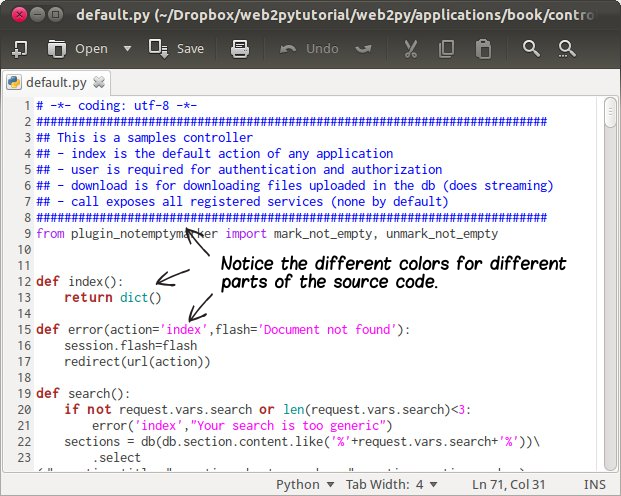 default.py (~/Dropbox/web2pytutorial/web2py/applications/book/contro
Open Save Undo
default.py
1 # -*- coding: utf-8 -*-
2 #########################################################################
3 ## This is a samples controller
4 ## - index is the default action of any application
5 ## - user is required for authentication and authorization
6 ## - download is for downloading files uploaded in the db (does streaming)
7 ## - call exposes all registered services (none by default)
8 #########################################################################
9 from plugin_notemptymarker import mark_not_empty, unmark_not_empty
10
11
Notice the different colors for different
parts of the source code.
12 def index():
13     return dict()
14
15 def error(action='index',flash='Document not found'):
16     session.flash=flash
17     redirect(url(action))
18
19 def search():
20     if not request.vars.search or len(request.vars.search)<3:
21         error('index',"Your search is too generic")
22     sections = db(db.section.content.like('%'+request.vars.search+'%'))\
23         .select
Python Tab Width: 4 Ln 71, Col 31 INS